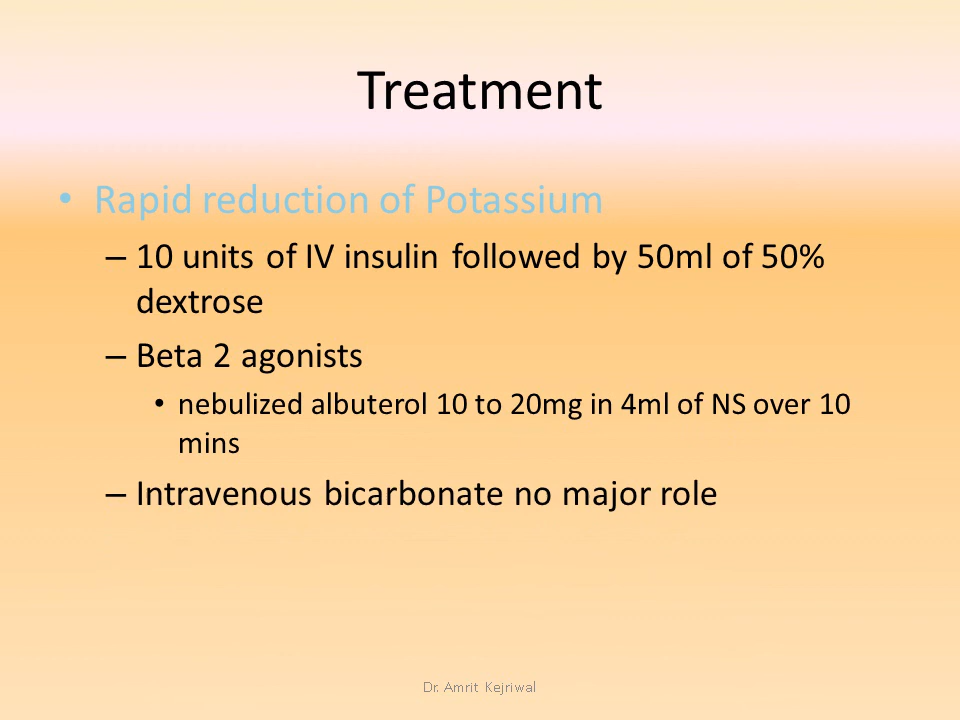 Treatment
• Rapid reduction of Potassium
– 10 units of IV insulin followed by 50ml of 50%
dextrose
– Beta 2 agonists
• nebulized albuterol 10 to 20mg in 4ml of NS over 10
mins
– Intravenous bicarbonate no major role
Dr. Amrit Kejriwal